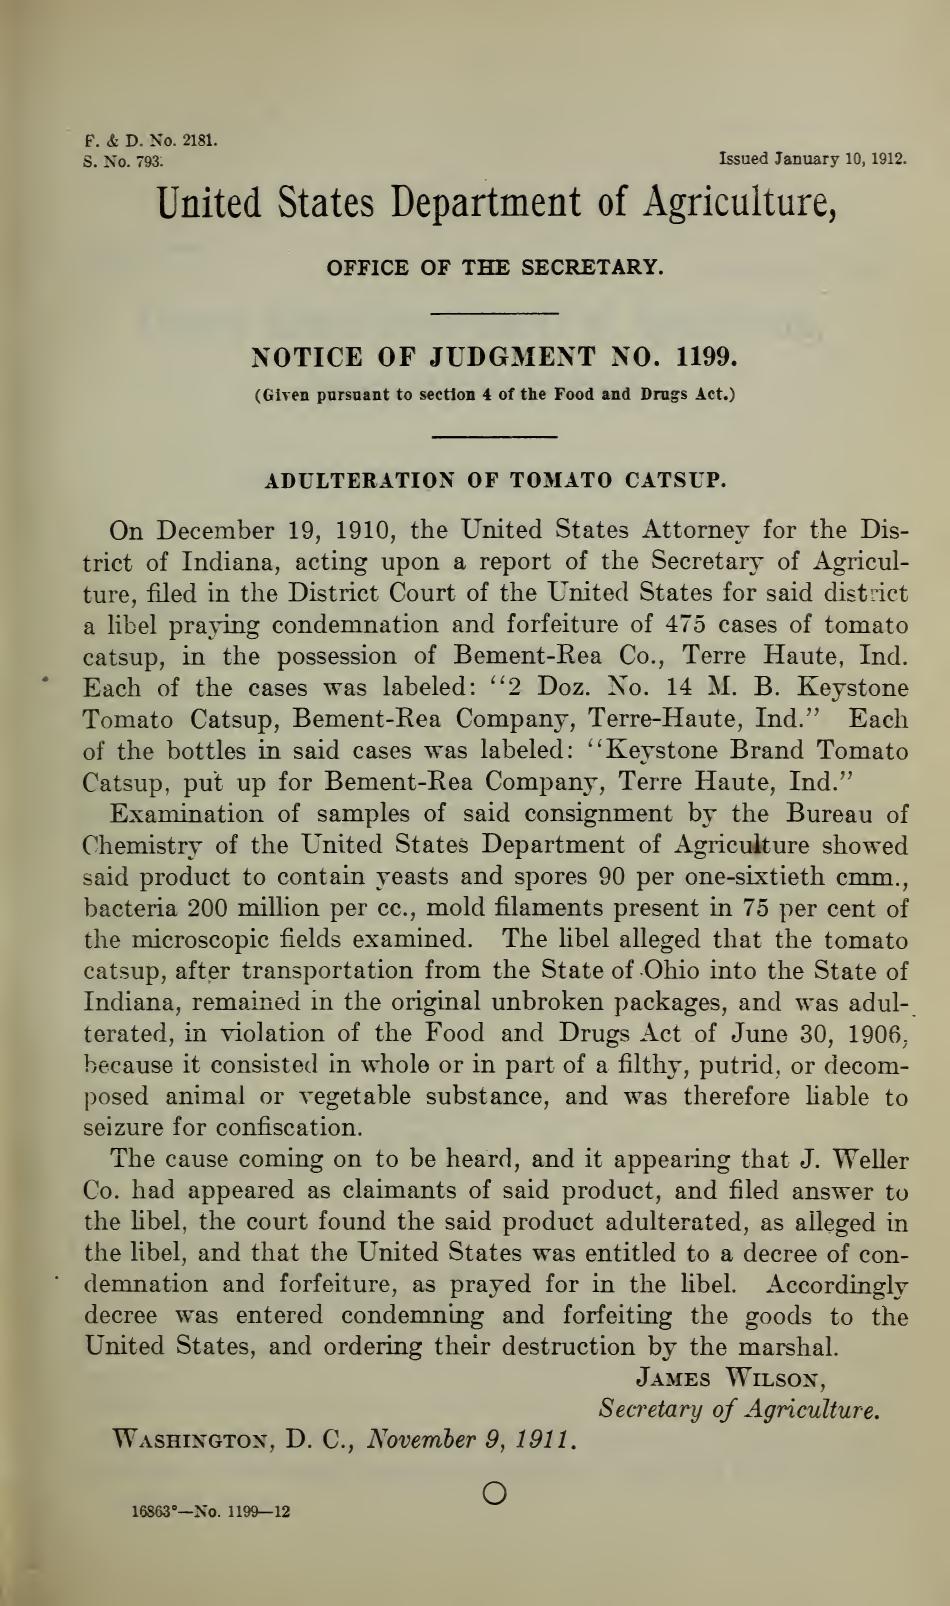 F. & D. No. 2181.
S. No. 793.
Issued January 10, 1912.
United States Department of Agriculture,
OFFICE OF THE SECRETARY.
NOTICE OF JUDGMENT NO. 1199.
(Given pursuant to section 4 of the Food and Drugs Act.)
ADULTERATION OF TOMATO CATSUP.
On December 19, 1910, the United States Attorney for the Dis-
trict of Indiana, acting upon a report of the Secretary of Agricul-
ture, filed in the District Court of the United States for said district
a libel praying condemnation and forfeiture of 475 cases of tomato
catsup, in the possession of Bement-Rea Co., Terre Haute, Ind.
Each of the cases was labeled: “2 Doz. No. 14 M. B. Keystone
Tomato Catsup, Bement-Rea Company, Terre-Haute, Ind.” Each
of the bottles in said cases was labeled: “Keystone Brand Tomato
Catsup, put up for Bement-Rea Company, Terre Haute, Ind.”
Examination of samples of said consignment by the Bureau of
Chemistry of the United States Department of Agriculture showed
said product to contain yeasts and spores 90 per one-sixtieth cmm.,
bacteria 200 million per cc., mold filaments present in 75 per cent of
the microscopic fields examined. The libel alleged that the tomato
catsup, after transportation from the State of Ohio into the State of
Indiana, remained in the original unbroken packages, and was adul-
terated, in violation of the Food and Drugs Act of June 30, 1906,
because it consisted in whole or in part of a filthy, putrid, or decom-
posed animal or vegetable substance, and was therefore liable to
seizure for confiscation.
The cause coming on to be heard, and it appearing that J. Weller
Co. had appeared as claimants of said product, and filed answer to
the libel, the court found the said product adulterated, as alleged in
the libel, and that the United States was entitled to a decree of con-
demnation and forfeiture, as prayed for in the libel. Accordingly
decree was entered condemning and forfeiting the goods to the
United States, and ordering their destruction by the marshal.
JAMES WILSON,
Secretary of Agriculture.
WASHINGTON, D. C., November 9, 1911.
16863°—No. 1199—12